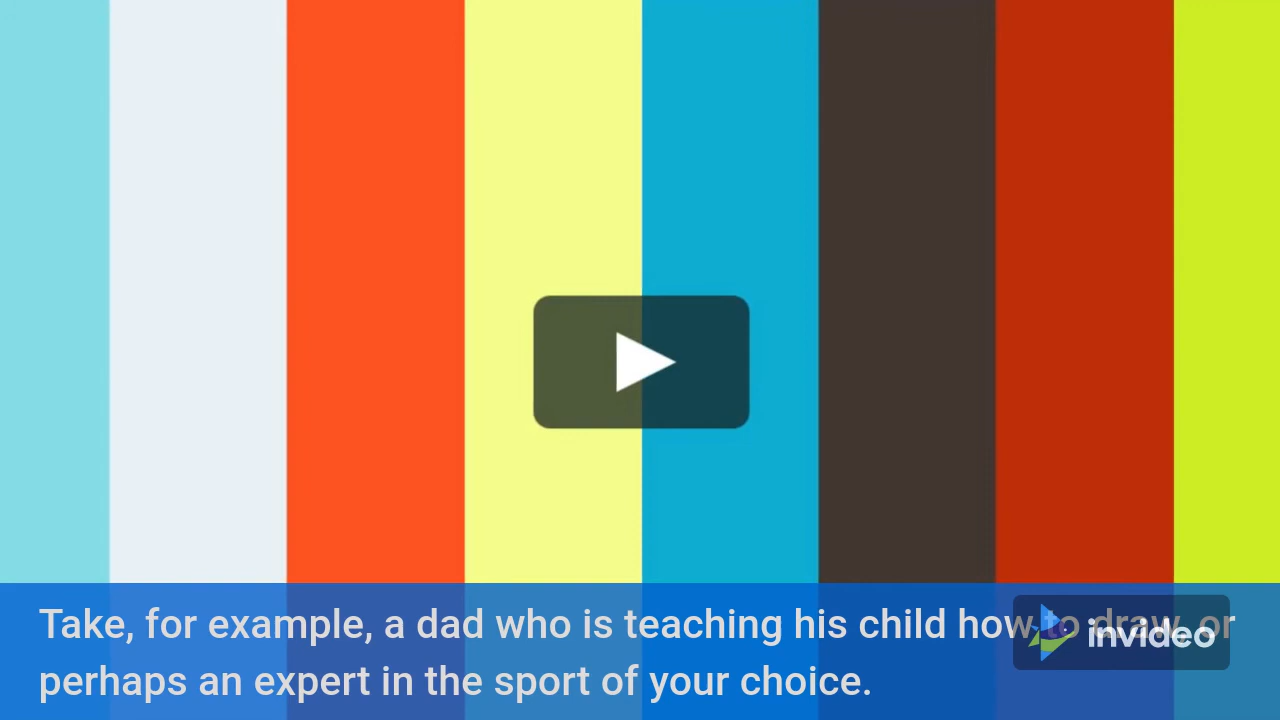 Take, for example, a dad who is teaching his child how to draw, or
perhaps an expert in the sport of your choice.
invideo